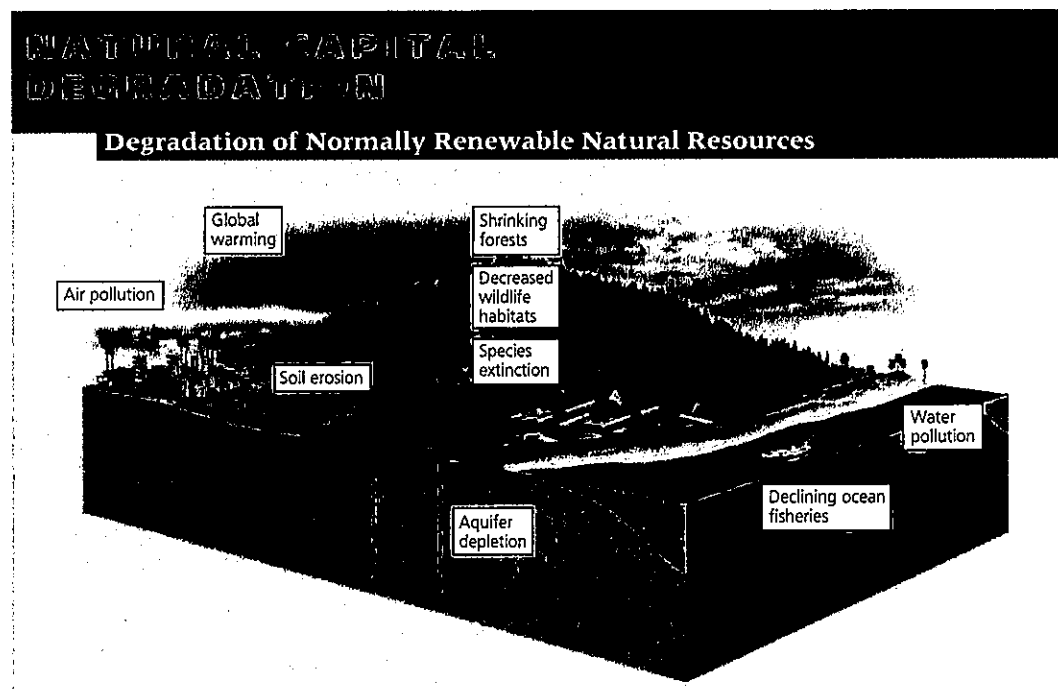 NATURAL CAPITAL
DEGRADATION
Degradation of Normally Renewable Natural Resources
Global
warming
Shrinking
forests
Air pollution
Decreased
wildlife
habitats
Species
extinction
Soil erosion
Water
pollution
Declining ocean
fisheries
Aquifer
depletion